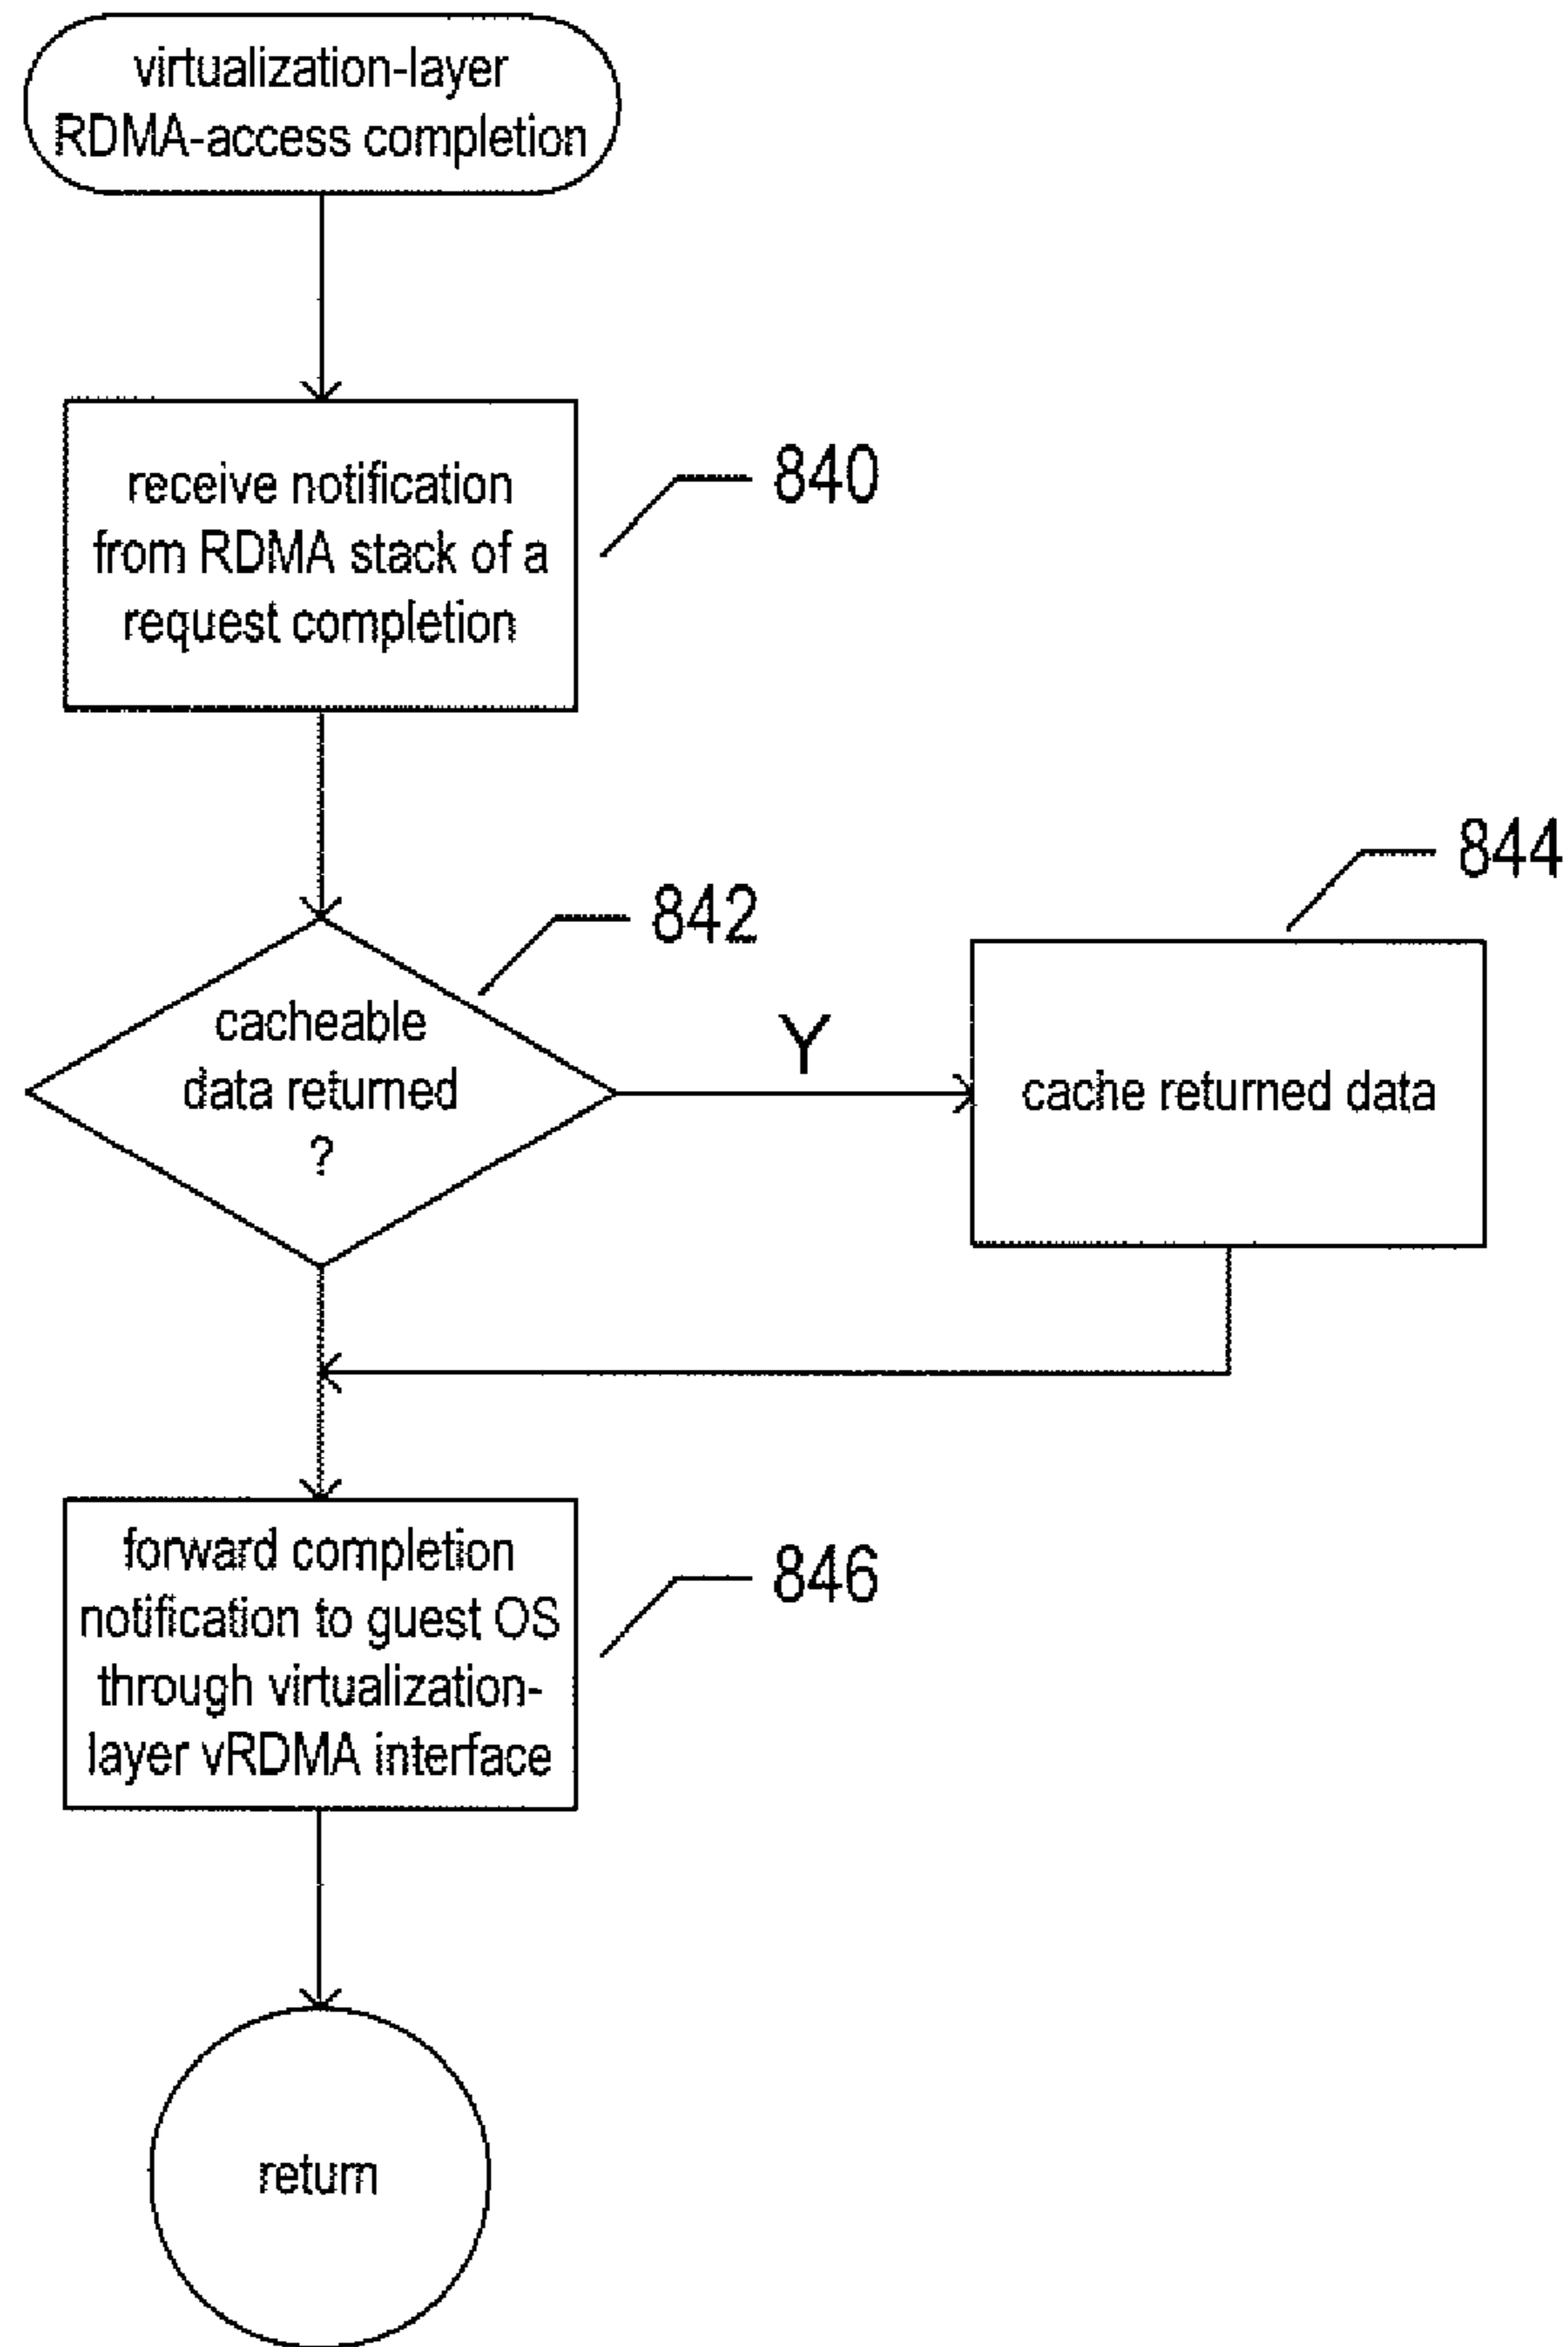 virtualization-layer
RDMA-access completion
receive notification
from RDMA stack of a
request completion
840
842
cacheable
data returned
?
Y
844
cache returned data
forward completion
notification to guest OS
through virtualization-
layer vRDMA interface
846
return